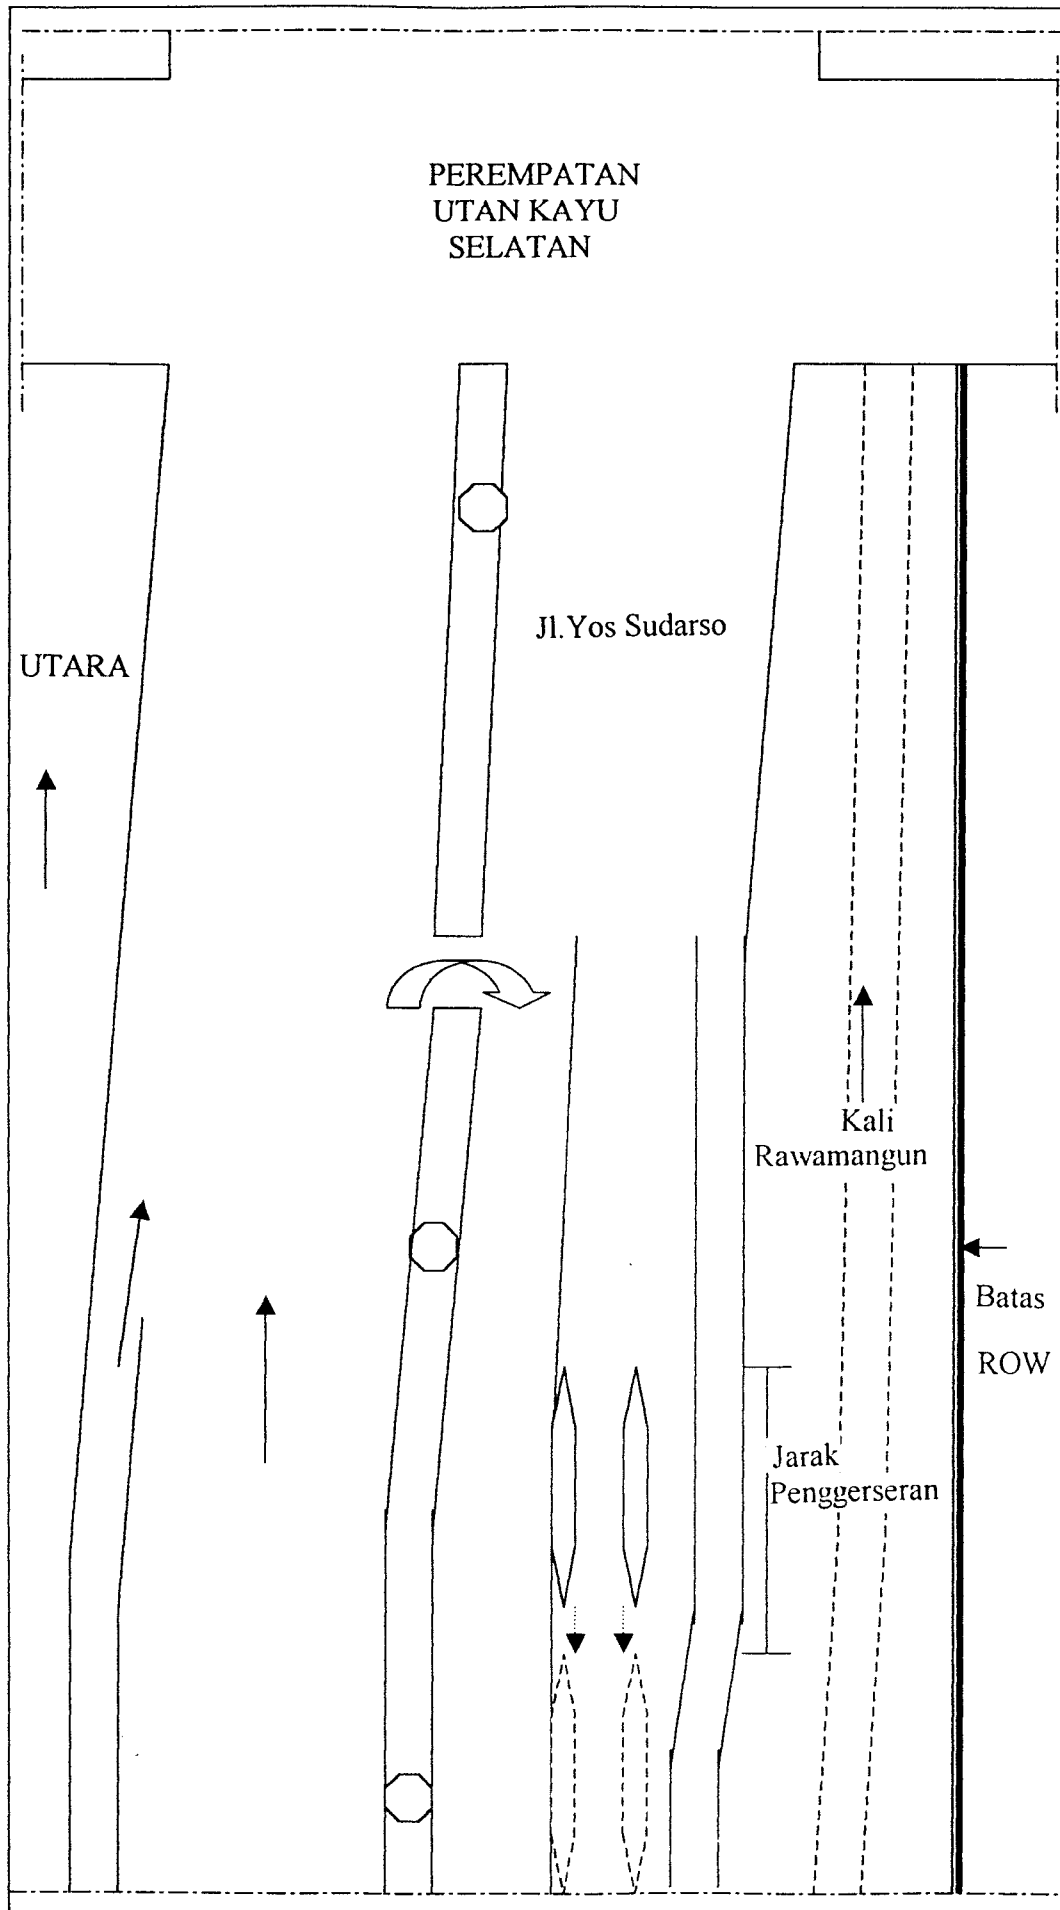 PEREMPATAN
UTAN KAYU
SELATAN
Jl.Yos Sudarso
UTARA
Kali
Rawamangun
Batas
ROW
Jarak
Penggerseran